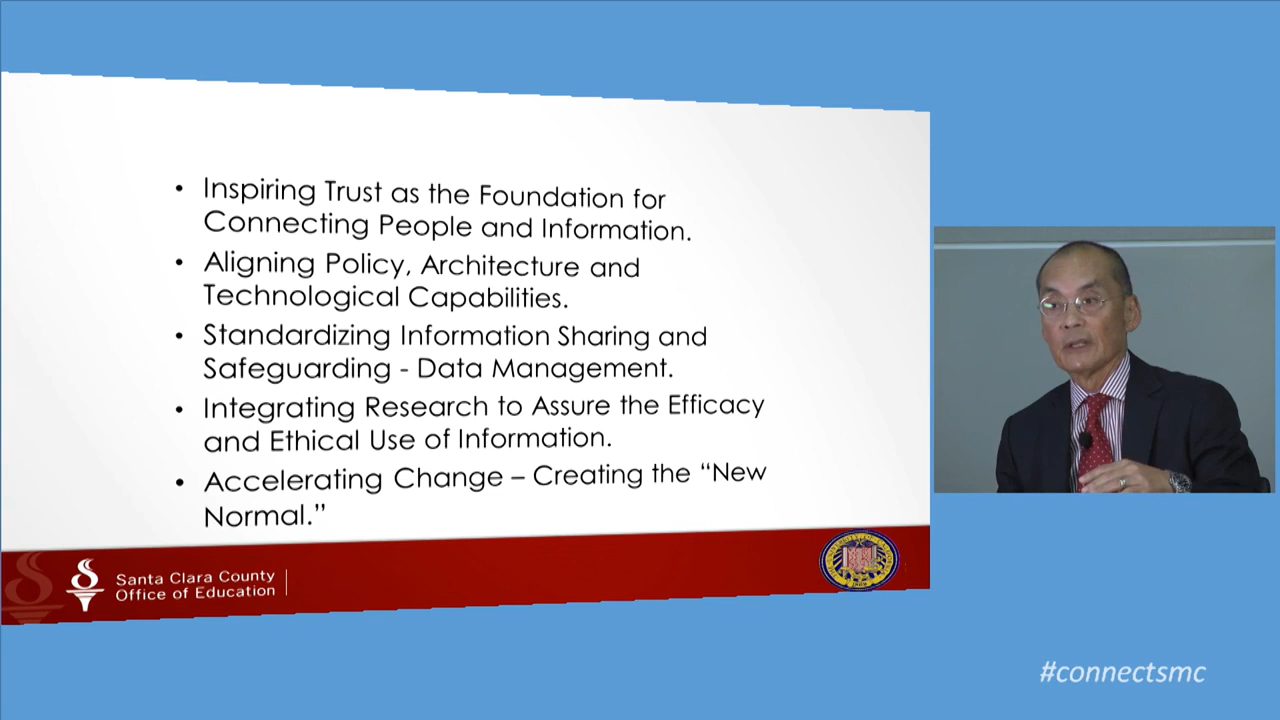 • Inspiring Trust as the Foundation for
Connecting People and Information.
• Aligning Policy, Architecture and
Technological Capabilities.
• Standardizing Information Sharing and
Safeguarding - Data Management.
• Integrating Research to Assure the Efficacy
and Ethical Use of Information.
• Accelerating Change – Creating the “New
Normal.”
Santa Clara County
Office of Education
#connectsmc